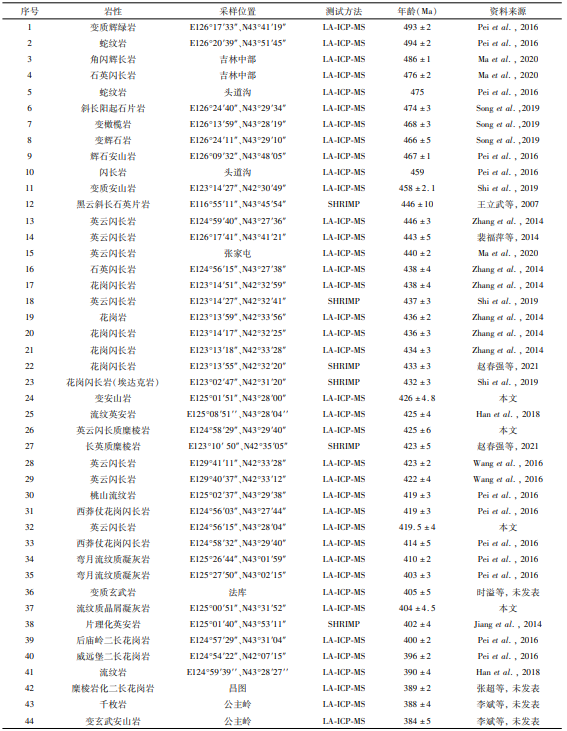 序号 岩性 采样位置 测试方法 年龄(Ma) 资料来源
1 变质辉绿岩 E126°17′33″、N43°41′19″ LA-ICP-MS 493±2 Pei et al., 2016
2 蛇纹岩 E126°20′39″、N43°51′45″ LA-ICP-MS 494±2 Pei et al., 2016
3 角闪辉长岩 吉林中部 LA-ICP-MS 486±1 Ma et al., 2020
4 石英闪长岩 吉林中部 LA-ICP-MS 476±2 Ma et al., 2020
5 蛇纹岩 头道沟 LA-ICP-MS 475 Pei et al., 2016
6 斜长阳起石片岩 E126°24′40″、N43°29′34″ LA-ICP-MS 474±3 Song et al.,2019
7 变橄榄岩 E126°13′59″、N43°28′19″ LA-ICP-MS 468±3 Song et al.,2019
8 变辉石岩 E126°24′11″、N43°29′10″ LA-ICP-MS 466±5 Song et al.,2019
9 辉石安山岩 E126°09′32″、N43°48′05″ LA-ICP-MS 467±1 Pei et al., 2016
10 闪长岩 头道沟 LA-ICP-MS 459 Pei et al., 2016
11 变质安山岩 E123°14′27″、N42°30′49″ LA-ICP-MS 458±2.1 Shi et al., 2019
12 黑云斜长石英片岩 E116°55′11″、N43°45′54″ SHRIMP 446±10 王立武等, 2007
13 英云闪长岩 E124°59′40″、N43°27′36″ LA-ICP-MS 446±3 Zhang et al., 2014
14 英云闪长岩 E126°17′41″、N43°41′21″ LA-ICP-MS 443±5 裴福萍等, 2014
15 英云闪长岩 张家屯 LA-ICP-MS 440±2 Ma et al., 2020
16 石英闪长岩 E124°56′15″、N43°27′38″ LA-ICP-MS 438±4 Zhang et al., 2014
17 花岗闪长岩 E123°14′51″、N42°32′59″ LA-ICP-MS 438±4 Zhang et al., 2014
18 英云闪长岩 E123°14′27″、N42°32′41″ SHRIMP 437±3 Shi et al., 2019
19 花岗岩 E123°13′59″、N42°33′56″ LA-ICP-MS 436±2 Zhang et al., 2014
20 花岗闪长岩 E123°14′17″、N42°32′25″ LA-ICP-MS 436±3 Zhang et al., 2014
21 花岗闪长岩 E123°13′18″、N42°33′28″ LA-ICP-MS 434±3 Zhang et al., 2014
22 花岗闪长岩 E123°13′55″、N42°32′20″ SHRIMP 433±3 赵春强等, 2021
23 花岗闪长岩(埃达克岩) E123°02′47″、N42°31′20″ SHRIMP 432±3 Shi et al., 2019
24 变安山岩 E125°01′51″、N43°28′00″ LA-ICP-MS 426±4.8 本文
25 流纹英安岩 E125°08′51′′、N43°28′04′′ LA-ICP-MS 425±4 Han et al., 2018
26 英云闪长质糜棱岩 E124°58′29″、N43°29′40″ LA-ICP-MS 425±6 本文
27 长英质糜棱岩 E123°10′ 50″、N42°35′05″ SHRIMP 423±5 赵春强等, 2021
28 英云闪长岩 E129°41′11″、N42°33′28″ LA-ICP-MS 423±2 Wang et al., 2016
29 英云闪长岩 E129°40′37″、N42°33′12″ LA-ICP-MS 422±4 Wang et al., 2016
30 桃山流纹岩 E125°02′37″、N43°29′38″ LA-ICP-MS 419±3 Pei et al., 2016
31 西莽仗花岗闪长岩 E124°56′03″、N43°27′44″ LA-ICP-MS 419±3 Pei et al., 2016
32 英云闪长岩 E124°56′15″、N43°28′04″ LA-ICP-MS 419.5±4 本文
33 西莽仗花岗闪长岩 E124°58′32″、N43°29′40″ LA-ICP-MS 414±5 Pei et al., 2016
34 弯月流纹质凝灰岩 E125°26′44″、N43°01′59″ LA-ICP-MS 410±2 Pei et al., 2016
35 弯月流纹质凝灰岩 E125°27′50″、N43°02′15″ LA-ICP-MS 403±3 Pei et al., 2016
36 变质玄武岩 法库 LA-ICP-MS 405±5 时溢等, 未发表
37 流纹质晶屑凝灰岩 E125°00′51″、N43°31′52″ LA-ICP-MS 404±4.5 本文
38 片理化英安岩 E125°01′40″、N43°53′11″ SHRIMP 402±4 Jiang et al., 2014
39 后庙岭二长花岗岩 E124°57′29″、N43°31′04″ LA-ICP-MS 400±2 Pei et al., 2016
40 威远堡二长花岗岩 E124°54′22″、N42°07′15″ LA-ICP-MS 396±2 Pei et al., 2016
41 流纹岩 E124°59′39′′、N43°28′27′′ LA-ICP-MS 390±4 Han et al., 2018
42 糜棱岩化二长花岗岩 昌图 LA-ICP-MS 389±2 张超等, 未发表
43 千枚岩 公主岭 LA-ICP-MS 388±4 李斌等, 未发表
44 变玄武安山岩 公主岭 LA-ICP-MS 384±5 李斌等, 未发表